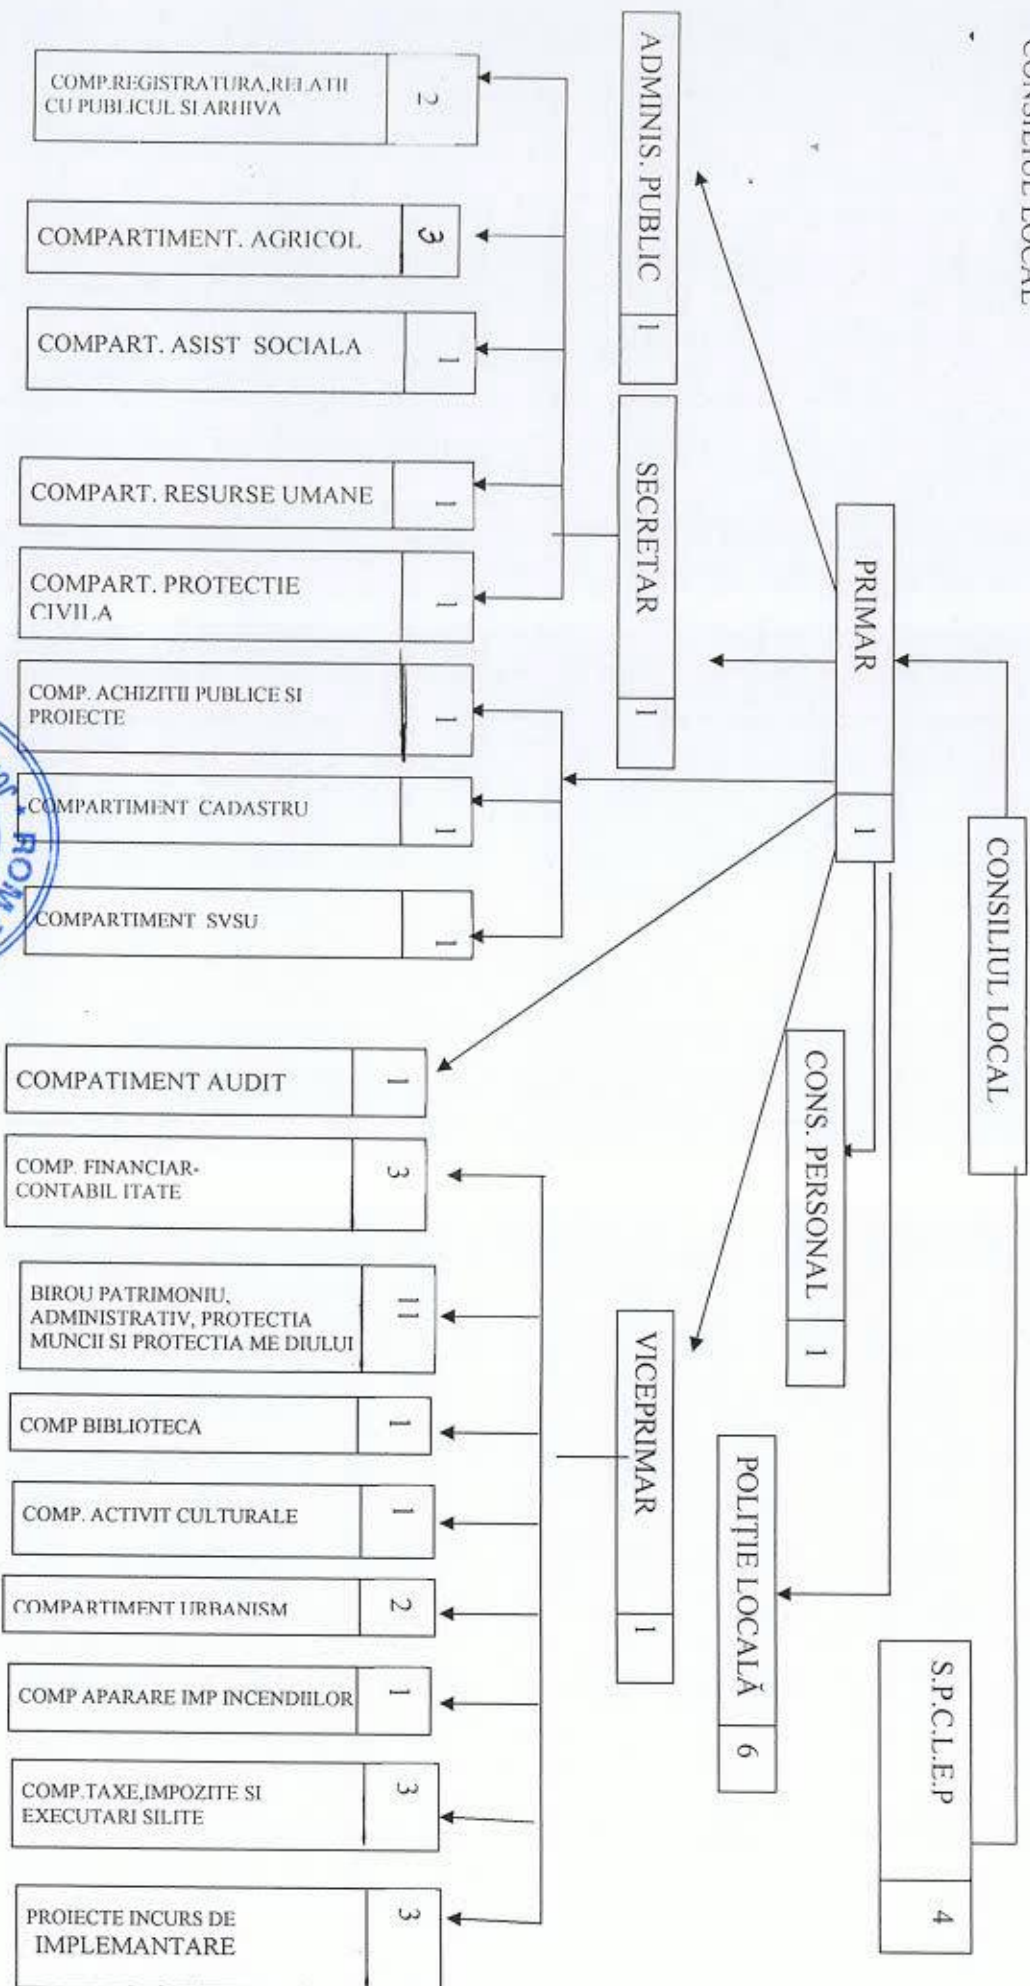 CONSILIUL LOCAL
CONSILIUL LOCAL
S.P.C.L.E.P
4
PRIMAR
1
CONS. PERSONAL
1
POLIȚIE LOCALĂ
6
ADMINIS. PUBLIC
1
SECRETAR
1
VICEPRIMAR
1
COMP.REGISTRATURA,RELATII
CU PUBLICUL SI ARHIVA
2
COMPARTIMENT. AGRICOL
3
COMPART. ASIST SOCIALA
1
COMPART. RESURSE UMANE
1
COMPART. PROTECTIE
CIVILA
1
COMP. ACHIZITII PUBLICE SI
PROIECTE
1
COMPARTIMENT CADASTRU
1
COMPARTIMENT SVSU
1
COMPATIMENT AUDIT
1
COMP. FINANCIAR-
CONTABIL ITATE
3
BIROU PATRIMONIU,
ADMINISTRATIV, PROTECTIA
MUNCII SI PROTECTIA ME DIULUI
11
COMP BIBLIOTECA
1
COMP. ACTIVIT CULTURALE
1
COMPARTIMENT URBANISM
2
COMP APARARE IMP INCENDIILOR
1
COMP.TAXE,IMPOZITE SI
EXECUTARI SILITE
3
PROIECTE INCURS DE
IMPLEMANTARE
3